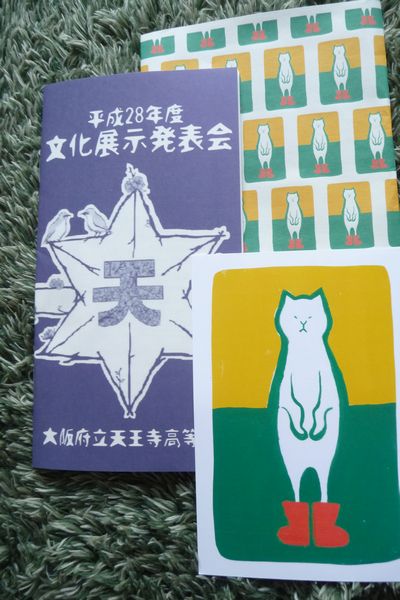 平成28年度
文化展示発表会
天
大阪府立天王寺高等